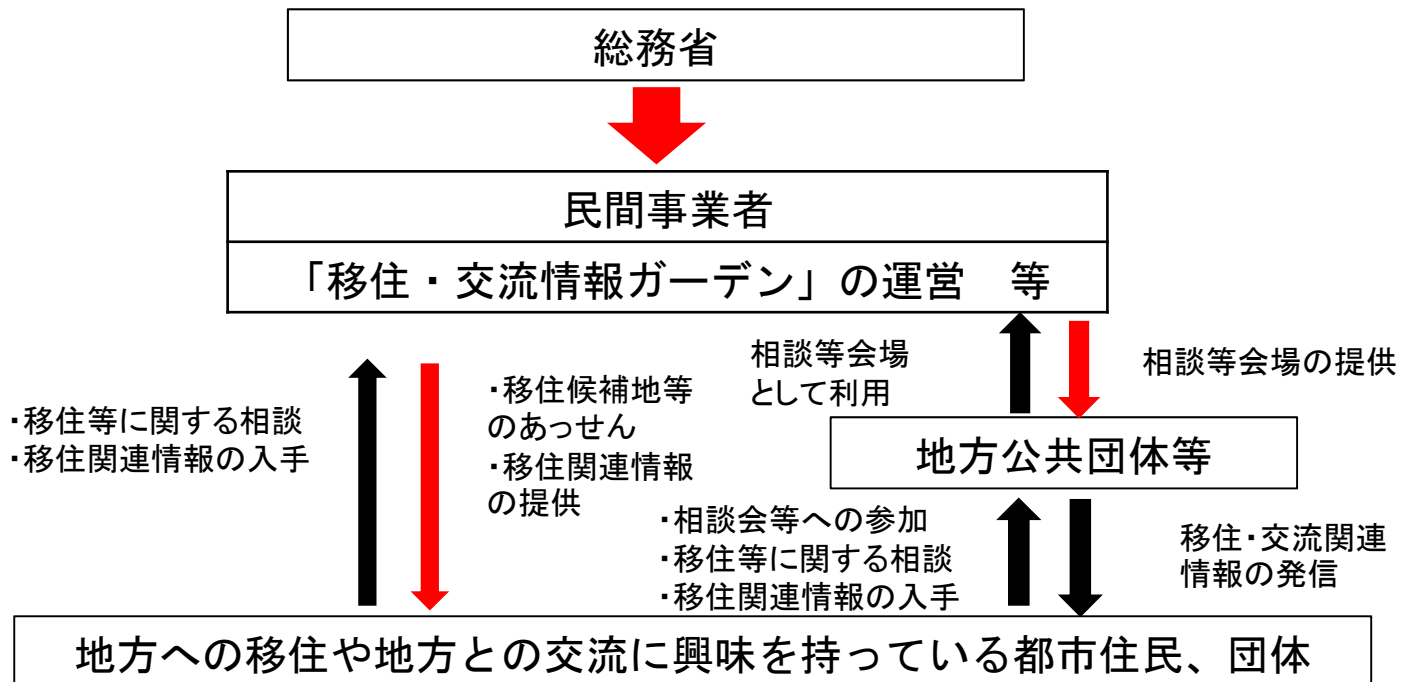 総務省
民間事業者
「移住・交流情報ガーデン」の運営　等
・移住等に関する相談
・移住関連情報の入手
・移住候補地等
のあっせん
・移住関連情報
の提供
相談等会場
として利用
相談等会場の提供
地方公共団体等
・相談会等への参加
・移住等に関する相談
・移住関連情報の入手
移住・交流関連
情報の発信
地方への移住や地方との交流に興味を持っている都市住民、団体